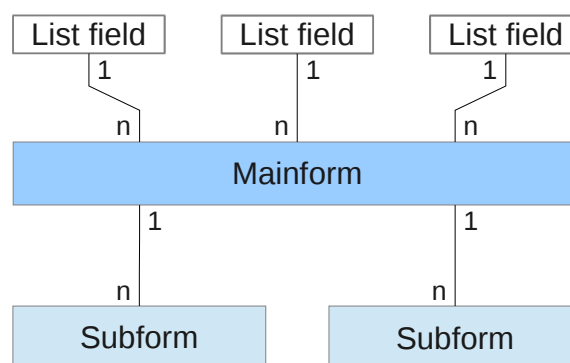 List field List field List field
1 1 1
n n n
Mainform
1 1
n n
Subform Subform